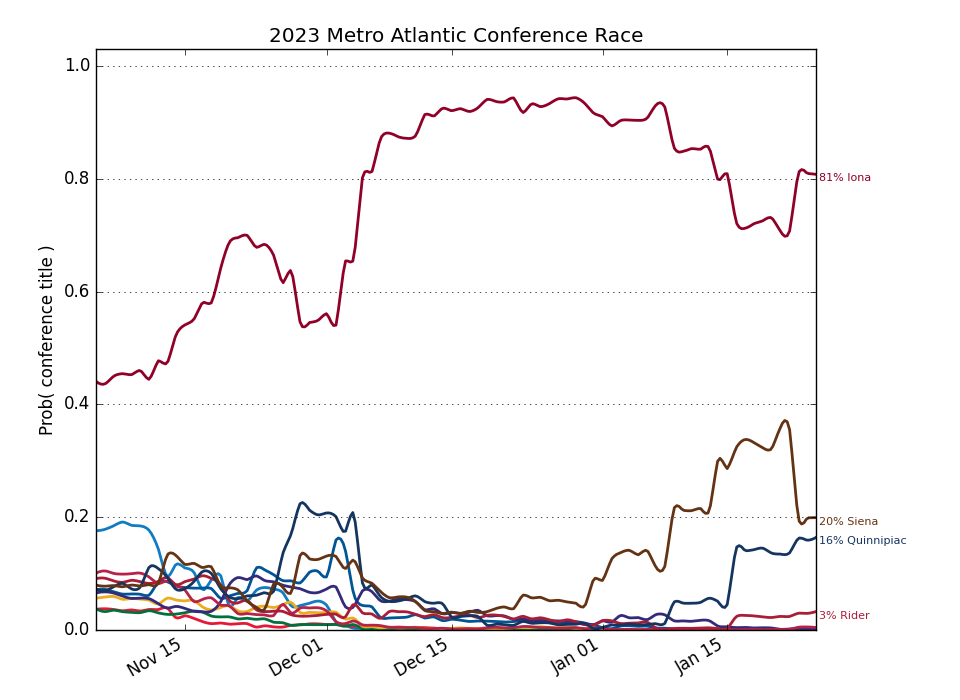 2023 Metro Atlantic Conference Race
Prob( conference title )
1.0
0.8
0.6
0.4
0.2
0.0
81% Iona
20% Siena
16% Quinnipiac
3% Rider
Nov 15
Dec 01
Dec 15
Jan 01
Jan 15